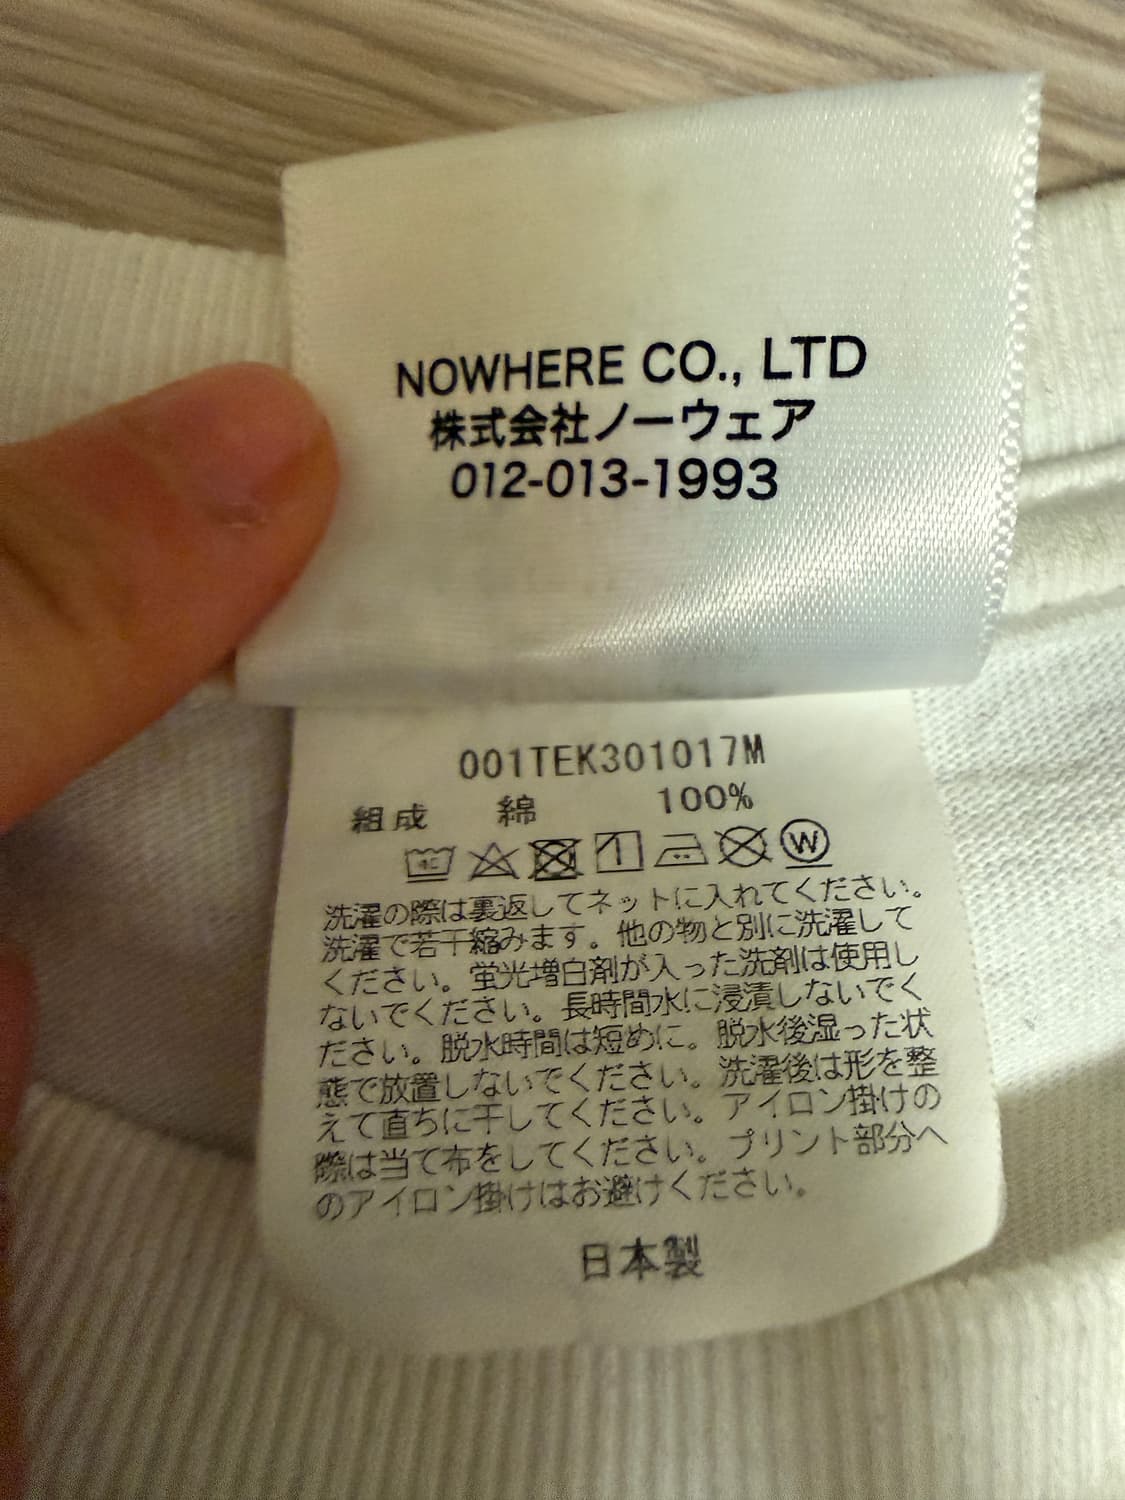 NOWHERE CO., LTD
株式会社ノーウェア
012-013-1993
001TEK301017M
組成 綿 100%
40 W
洗濯の際は裏返してネットに入れてください。
洗濯で若干縮みます。他の物と別に洗濯して
ください。蛍光増白剤が入った洗剤は使用し
ないでください。長時間水に浸漬しないでく
ださい。脱水時間は短めに。脱水後湿った状
態で放置しないでください。洗濯後は形を整
えて直ちに干してください。アイロン掛けの
際は当て布をしてください。プリント部分へ
のアイロン掛けはお避けください。
日本製